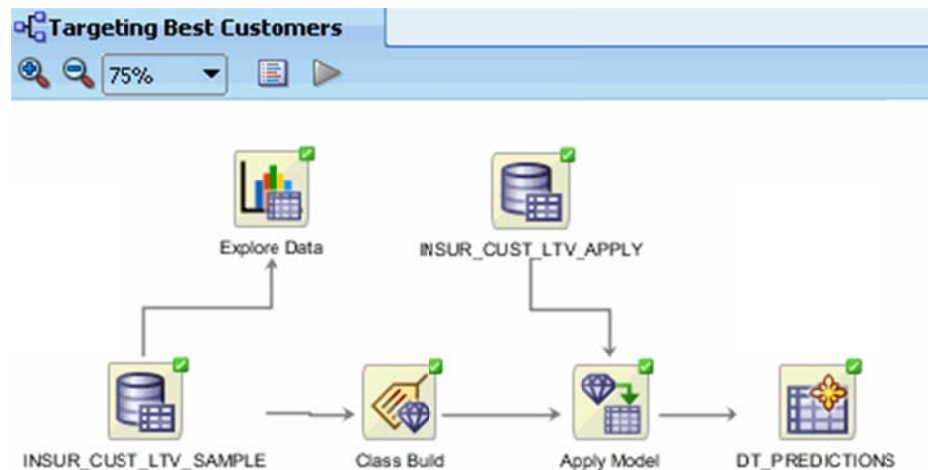 Targeting Best Customers
75%
Explore Data
INSUR_CUST_LTV_APPLY
INSUR_CUST_LTV_SAMPLE
Class Build
Apply Model
DT_PREDICTIONS